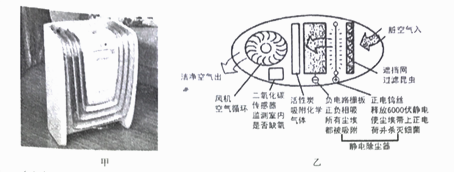 脏空气入
遮挡网
过滤昆虫
洁净空气出
风机
空气循环
二氧化碳
传感器
监测室内
是否缺氧
活性炭
吸附化学
气体
负电路栅板
正负相吸
所有尘埃
都被吸附
正电钨丝
释放6000伏静电
使尘埃带上正电
荷并杀灭细菌
静电除尘器
甲
乙